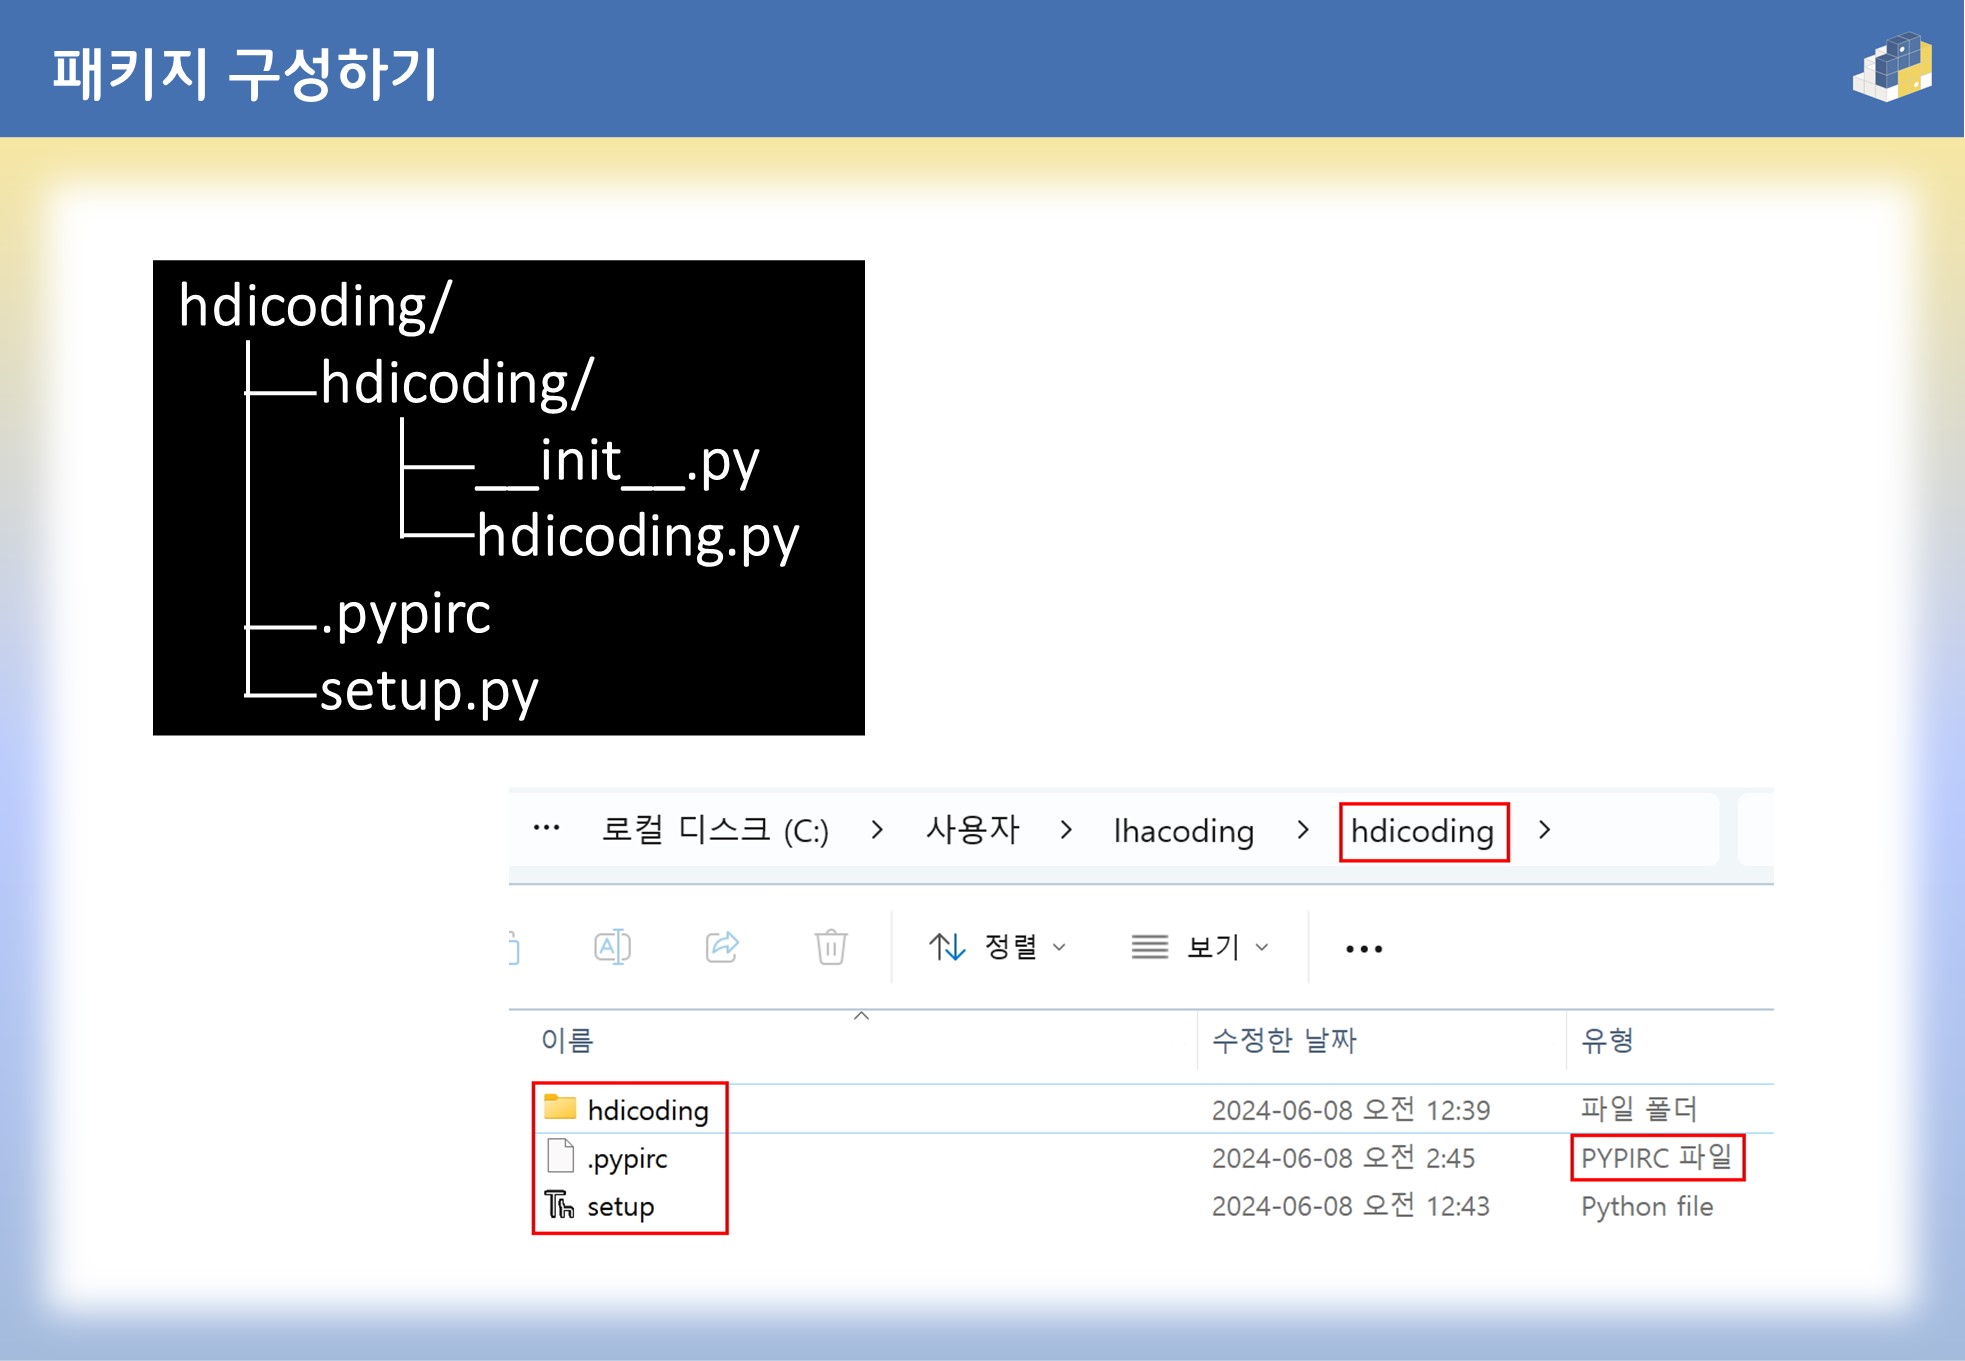 패키지 구성하기
hdicoding/
hdicoding/
__init__.py
hdicoding.py
.pypirc
setup.py
··· 로컬 디스크 (C:) > 사용자 > lhacoding > hdicoding >
정렬 보기 ···
이름 수정한 날짜 유형
hdicoding 2024-06-08 오전 12:39 파일 폴더
.pypirc 2024-06-08 오전 2:45 PYPIRC 파일
setup 2024-06-08 오전 12:43 Python file